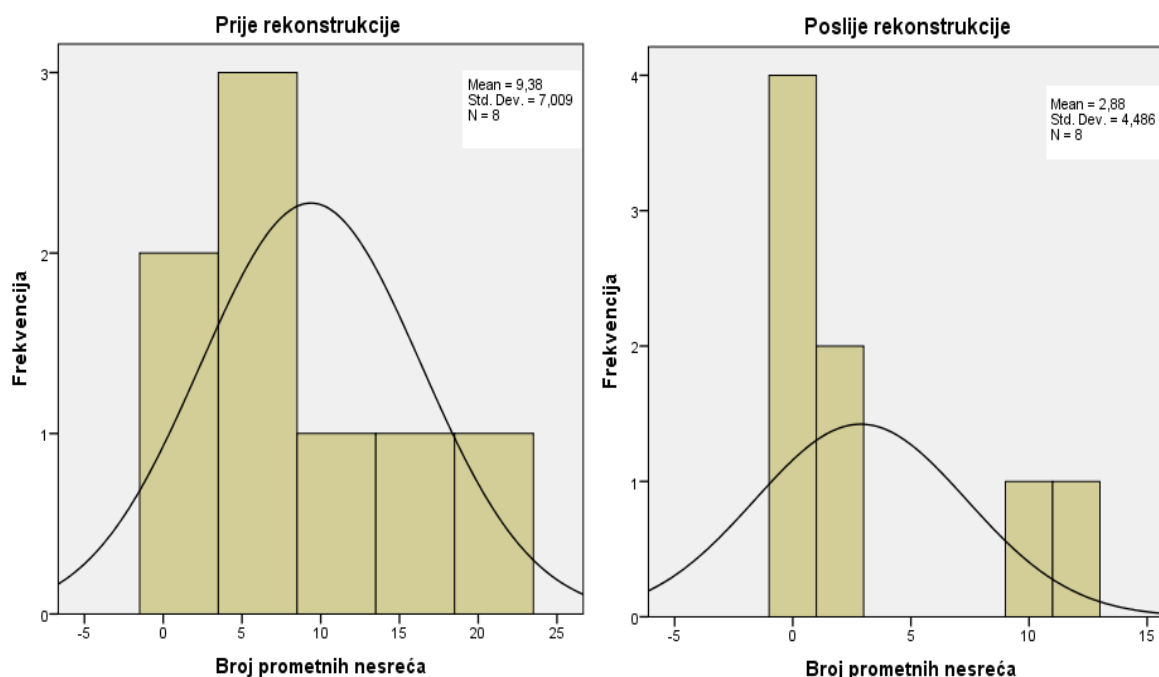 Prije rekonstrukcije
Mean = 9,38
Std. Dev. = 7,009
N = 8
3
2
1
0
Frekvencija
-5 0 5 10 15 20 25
Broj prometnih nesreća
Poslije rekonstrukcije
Mean = 2,88
Std. Dev. = 4,486
N = 8
4
3
2
1
0
Frekvencija
-5 0 5 10 15
Broj prometnih nesreća